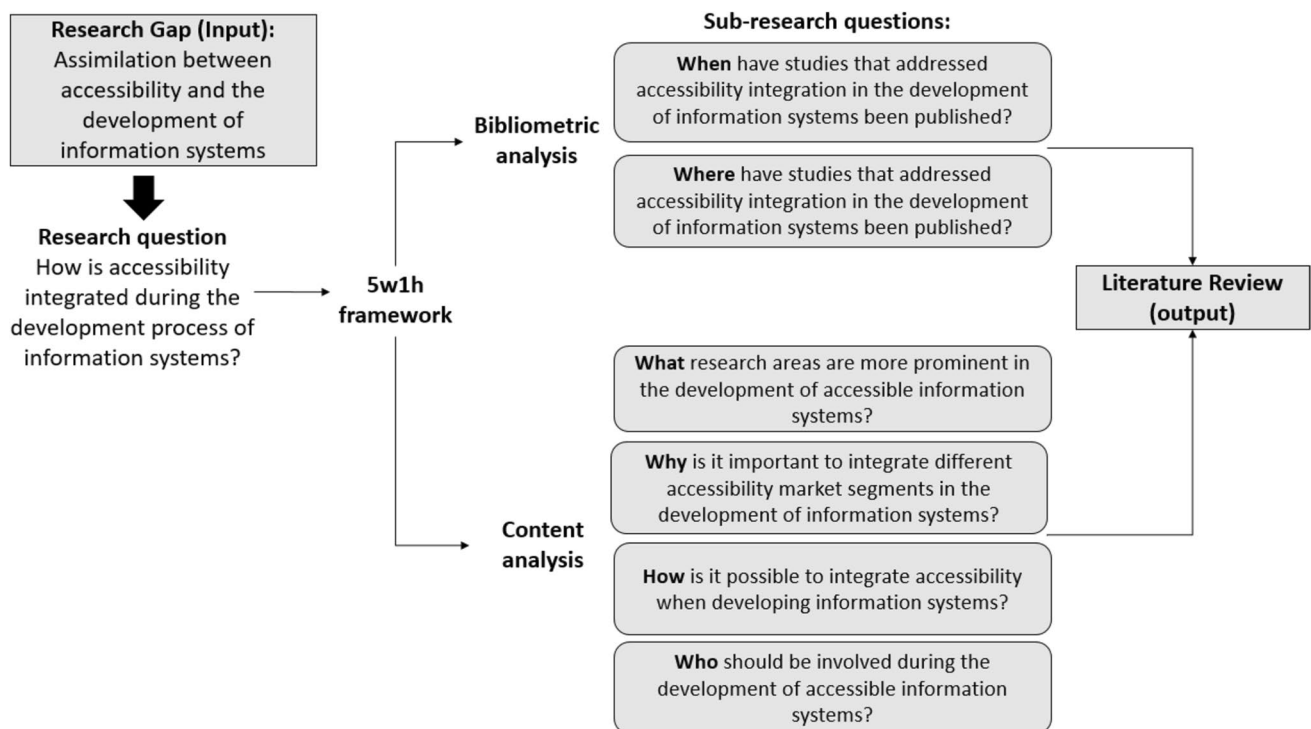 Research Gap (Input):
Assimilation between
accessibility and the
development of
information systems
Research question
How is accessibility
integrated during the
development process of
information systems?
5w1h
framework
Bibliometric
analysis
Content
analysis
Sub-research questions:
When have studies that addressed
accessibility integration in the development
of information systems been published?
Where have studies that addressed
accessibility integration in the development
of information systems been published?
What research areas are more prominent in
the development of accessible information
systems?
Why is it important to integrate different
accessibility market segments in the
development of information systems?
How is it possible to integrate accessibility
when developing information systems?
Who should be involved during the
development of accessible information
systems?
Literature Review
(output)